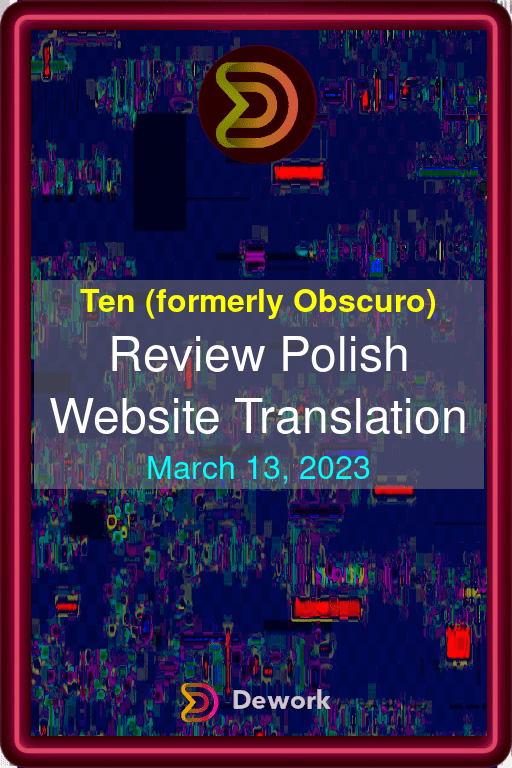 Ten (formerly Obscuro)
Review Polish
Website Translation
March 13, 2023
Dework